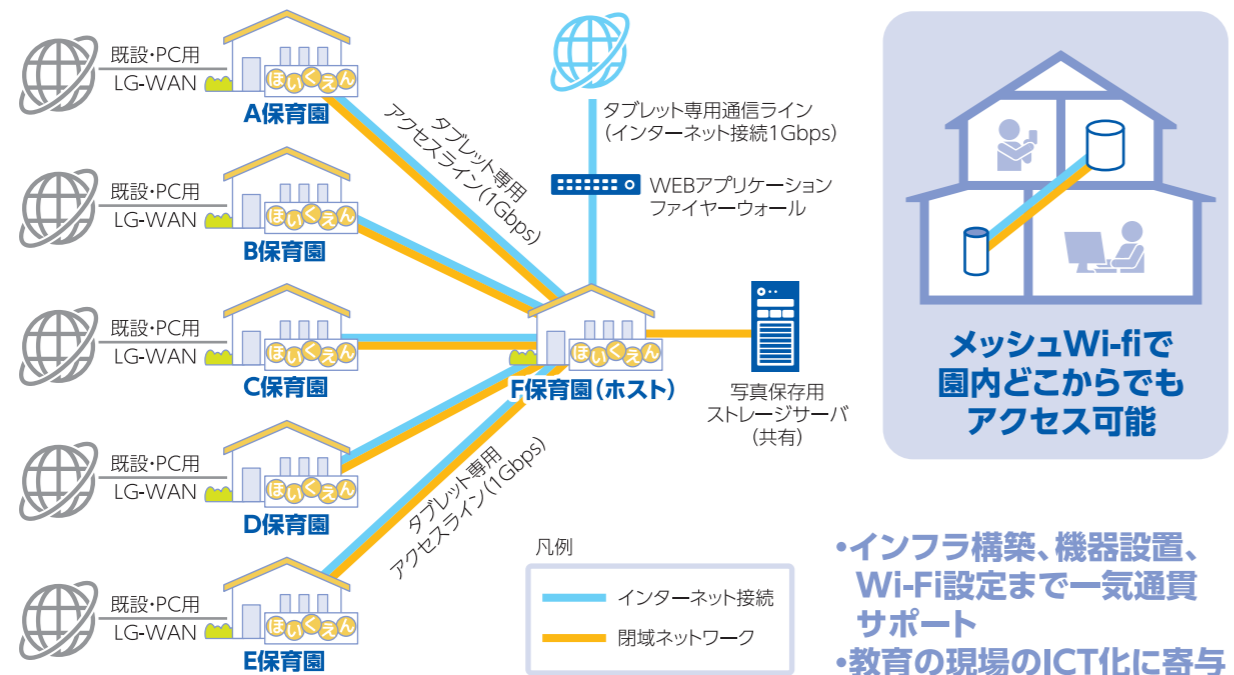 既設・PC用
LG-WAN
ほいくえん
A保育園
既設・PC用
LG-WAN
ほいくえん
B保育園
既設・PC用
LG-WAN
ほいくえん
C保育園
既設・PC用
LG-WAN
ほいくえん
D保育園
既設・PC用
LG-WAN
ほいくえん
E保育園
タブレット専用
アクセスライン(1Gbps)
タブレット専用
アクセスライン(1Gbps)
タブレット専用通信ライン
(インターネット接続1Gbps)
WEBアプリケーション
ファイヤーウォール
ほいくえん
F保育園(ホスト)
写真保存用
ストレージサーバ
(共有)
凡例
インターネット接続
閉域ネットワーク
メッシュWi-fiで
園内どこからでも
アクセス可能
•インフラ構築、機器設置、
Wi-Fi設定まで一気通貫
サポート
•教育の現場のICT化に寄与